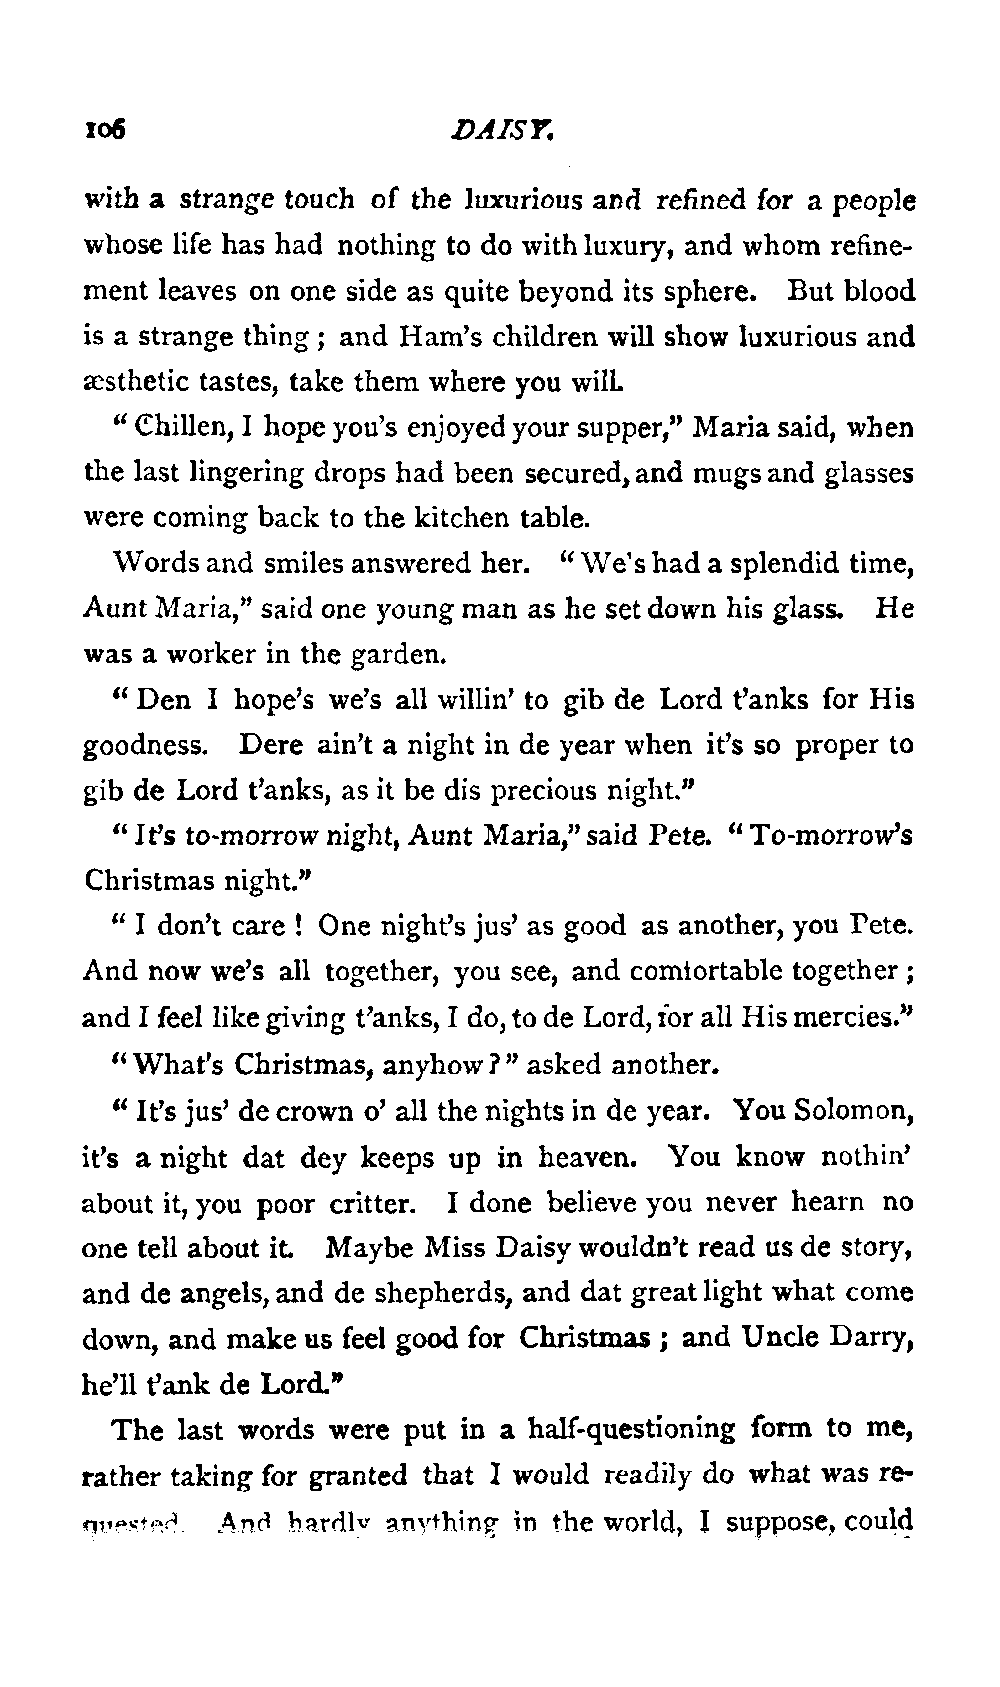 106 DAISY.
with a strange touch of the luxurious and refined for a people
whose life has had nothing to do with luxury, and whom refine-
ment leaves on one side as quite beyond its sphere. But blood
is a strange thing; and Ham's children will show luxurious and
æsthetic tastes, take them where you will.
"Chillen, I hope you's enjoyed your supper," Maria said, when
the last lingering drops had been secured, and mugs and glasses
were coming back to the kitchen table.
Words and smiles answered her. "We's had a splendid time,
Aunt Maria," said one young man as he set down his glass. He
was a worker in the garden.
"Den I hope's we's all willin' to gib de Lord t'anks for His
goodness. Dere ain't a night in de year when it's so proper to
gib de Lord t'anks, as it be dis precious night."
"It's to-morrow night, Aunt Maria," said Pete. "To-morrow's
Christmas night."
"I don't care! One night's jus' as good as another, you Pete.
And now we's all together, you see, and comfortable together;
and I feel like giving t'anks, I do, to de Lord, for all His mercies."
"What's Christmas, anyhow?" asked another.
"It's jus' de crown o' all the nights in de year. You Solomon,
it's a night dat dey keeps up in heaven. You know nothin'
about it, you poor critter. I done believe you never hearn no
one tell about it. Maybe Miss Daisy wouldn't read us de story,
and de angels, and de shepherds, and dat great light what come
down, and make us feel good for Christmas; and Uncle Darry,
he'll t'ank de Lord."
The last words were put in a half-questioning form to me,
rather taking for granted that I would readily do what was re-
quested. And hardly anything in the world, I suppose, could